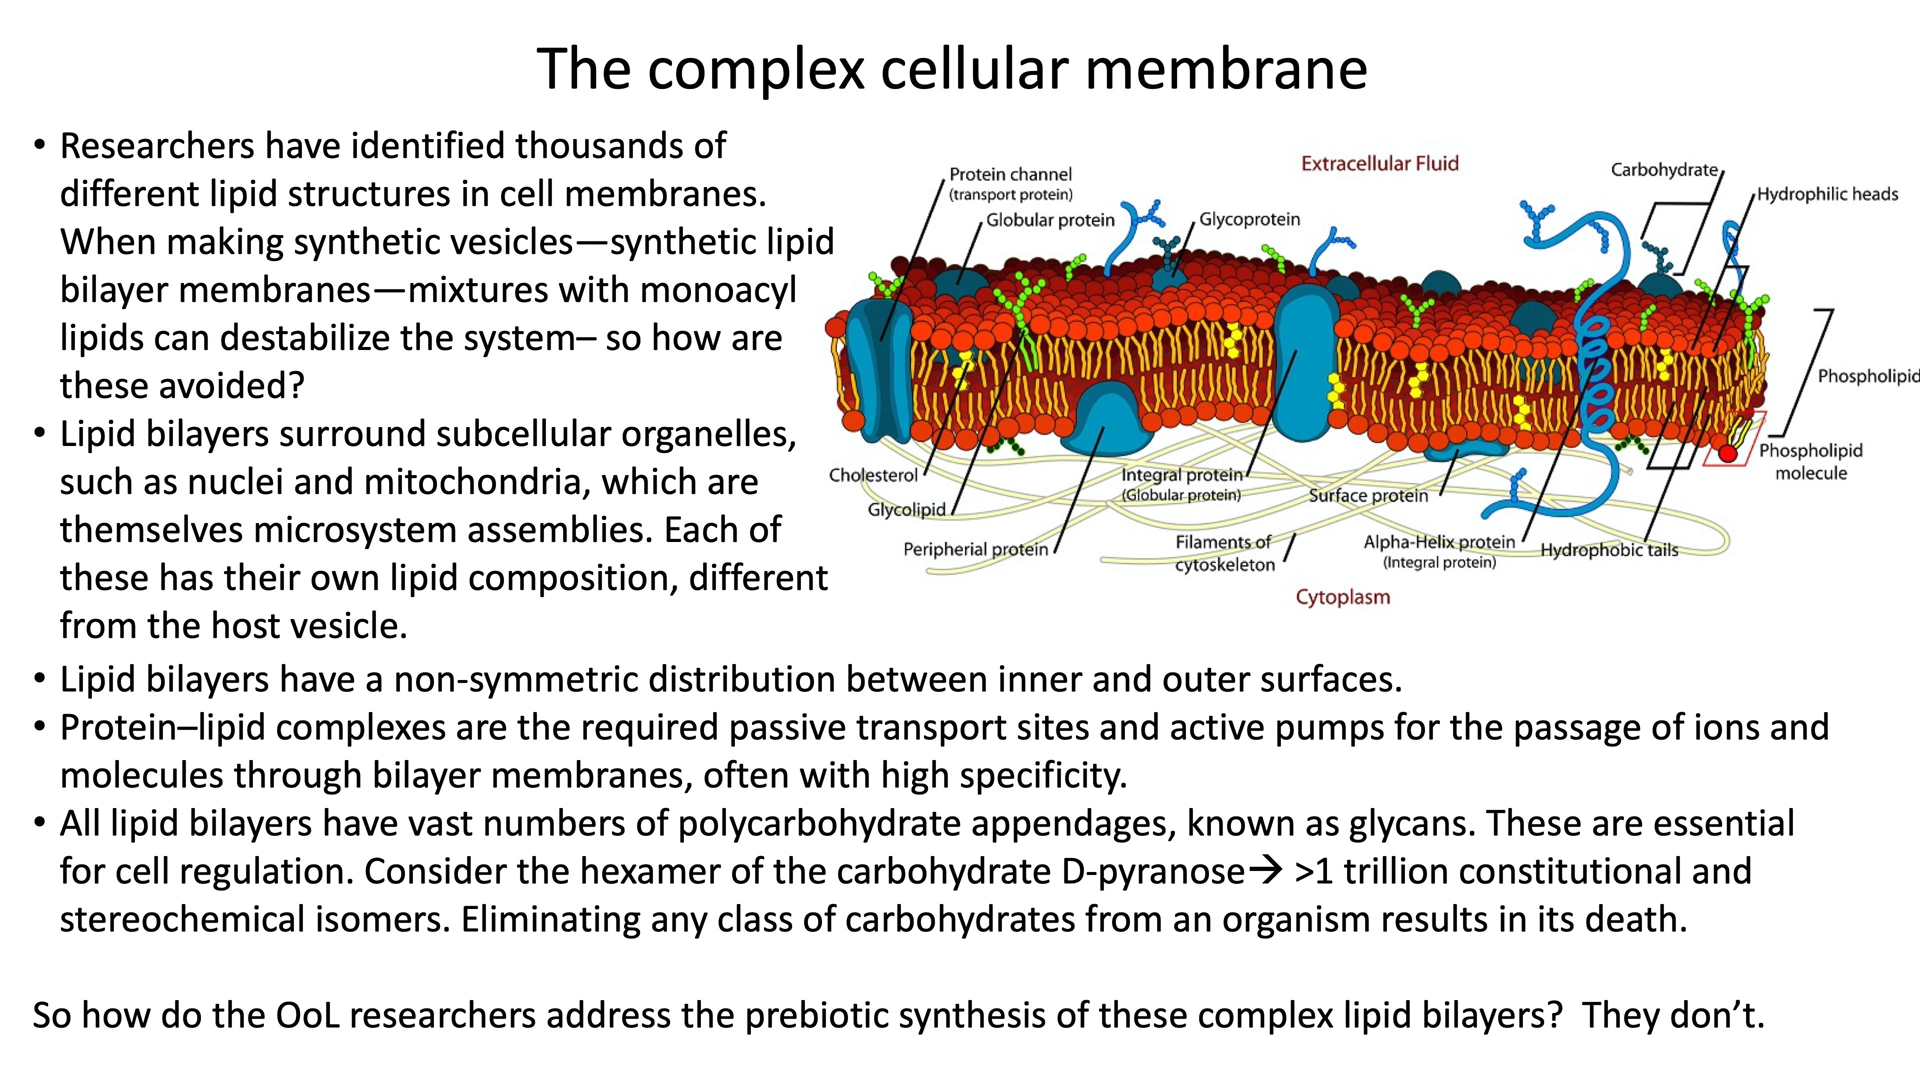 The complex cellular membrane
• Researchers have identified thousands of
different lipid structures in cell membranes.
When making synthetic vesicles—synthetic lipid
bilayer membranes—mixtures with monoacyl
lipids can destabilize the system– so how are
these avoided?
• Lipid bilayers surround subcellular organelles,
such as nuclei and mitochondria, which are
themselves microsystem assemblies. Each of
these has their own lipid composition, different
from the host vesicle.
Extracellular Fluid
Protein channel
(transport protein)
Globular protein
Glycoprotein
Carbohydrate
Hydrophilic heads
Phospholipid
Phospholipid
molecule
Cholesterol
Glycolipid
Peripherial protein
Integral protein
(Globular protein)
Filaments of
cytoskeleton
Surface protein
Alpha-Helix protein
(Integral protein)
Hydrophobic tails
Cytoplasm
• Lipid bilayers have a non-symmetric distribution between inner and outer surfaces.
• Protein–lipid complexes are the required passive transport sites and active pumps for the passage of ions and
molecules through bilayer membranes, often with high specificity.
• All lipid bilayers have vast numbers of polycarbohydrate appendages, known as glycans. These are essential
for cell regulation. Consider the hexamer of the carbohydrate D-pyranose→ >1 trillion constitutional and
stereochemical isomers. Eliminating any class of carbohydrates from an organism results in its death.
So how do the OoL researchers address the prebiotic synthesis of these complex lipid bilayers?  They don’t.